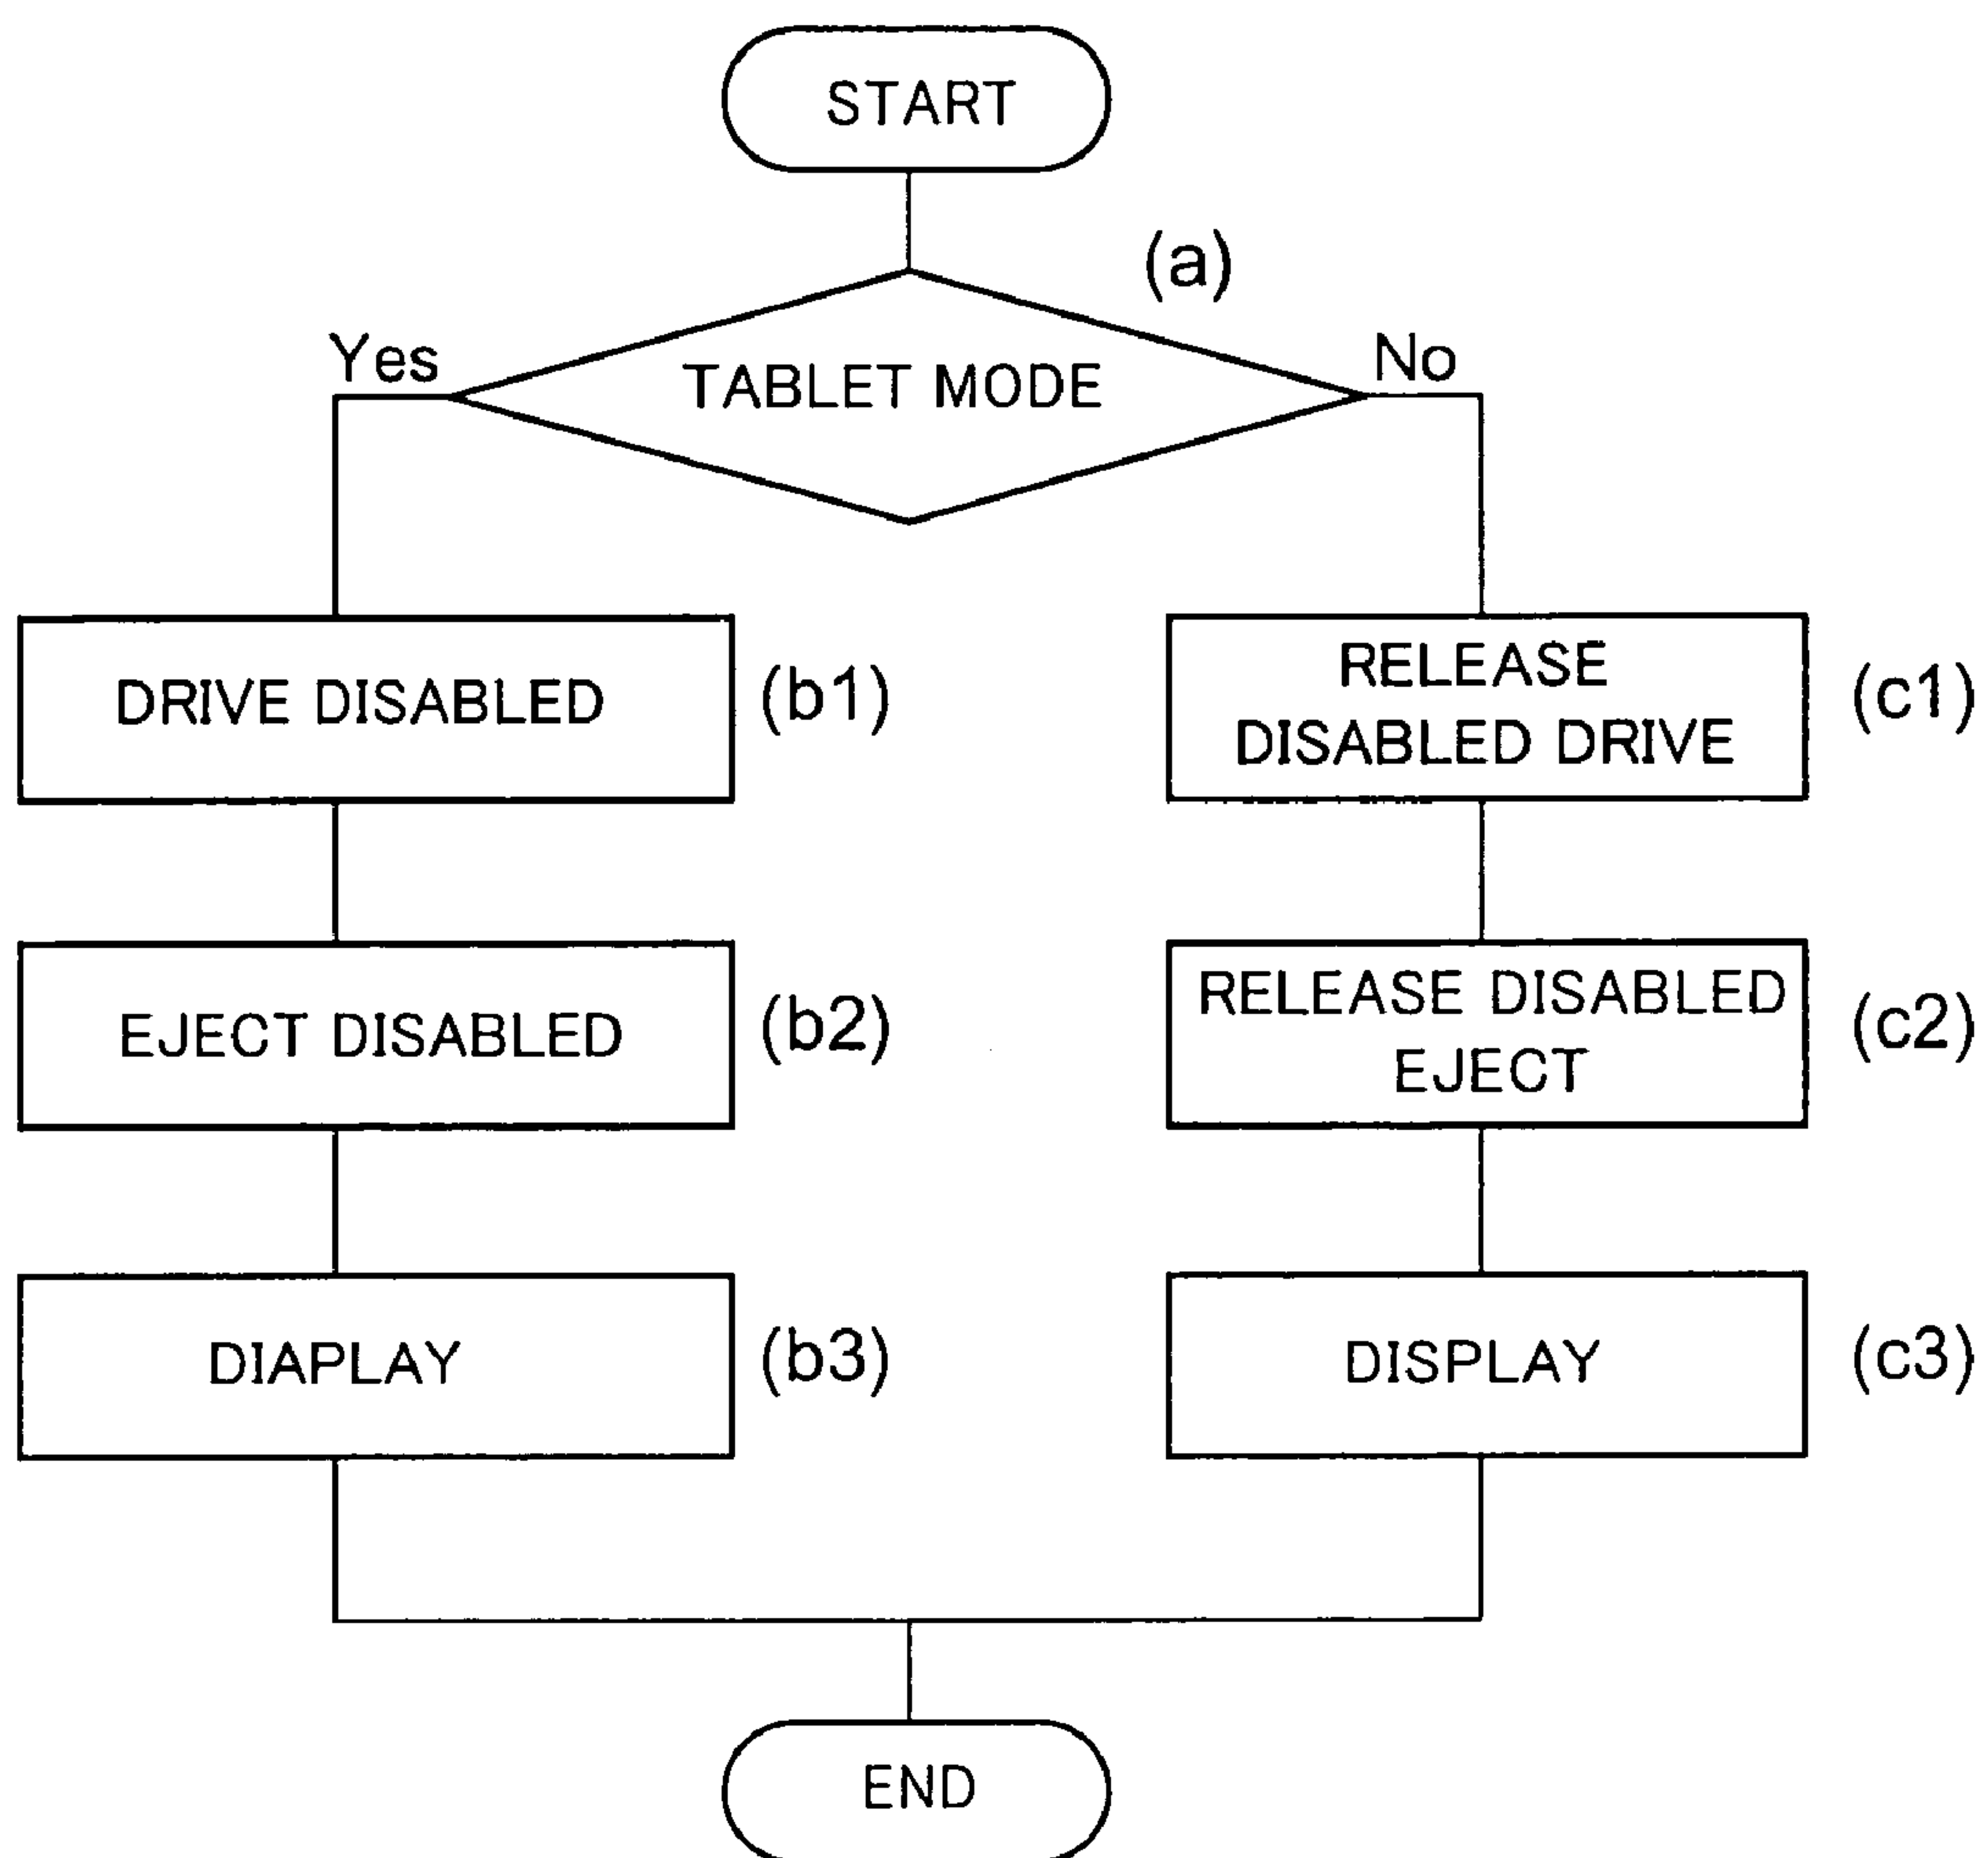 START
(a)
Yes
TABLET MODE
No
DRIVE DISABLED
(b1)
RELEASE
DISABLED DRIVE
(c1)
EJECT DISABLED
(b2)
RELEASE DISABLED
EJECT
(c2)
DIAPLAY
(b3)
DISPLAY
(c3)
END